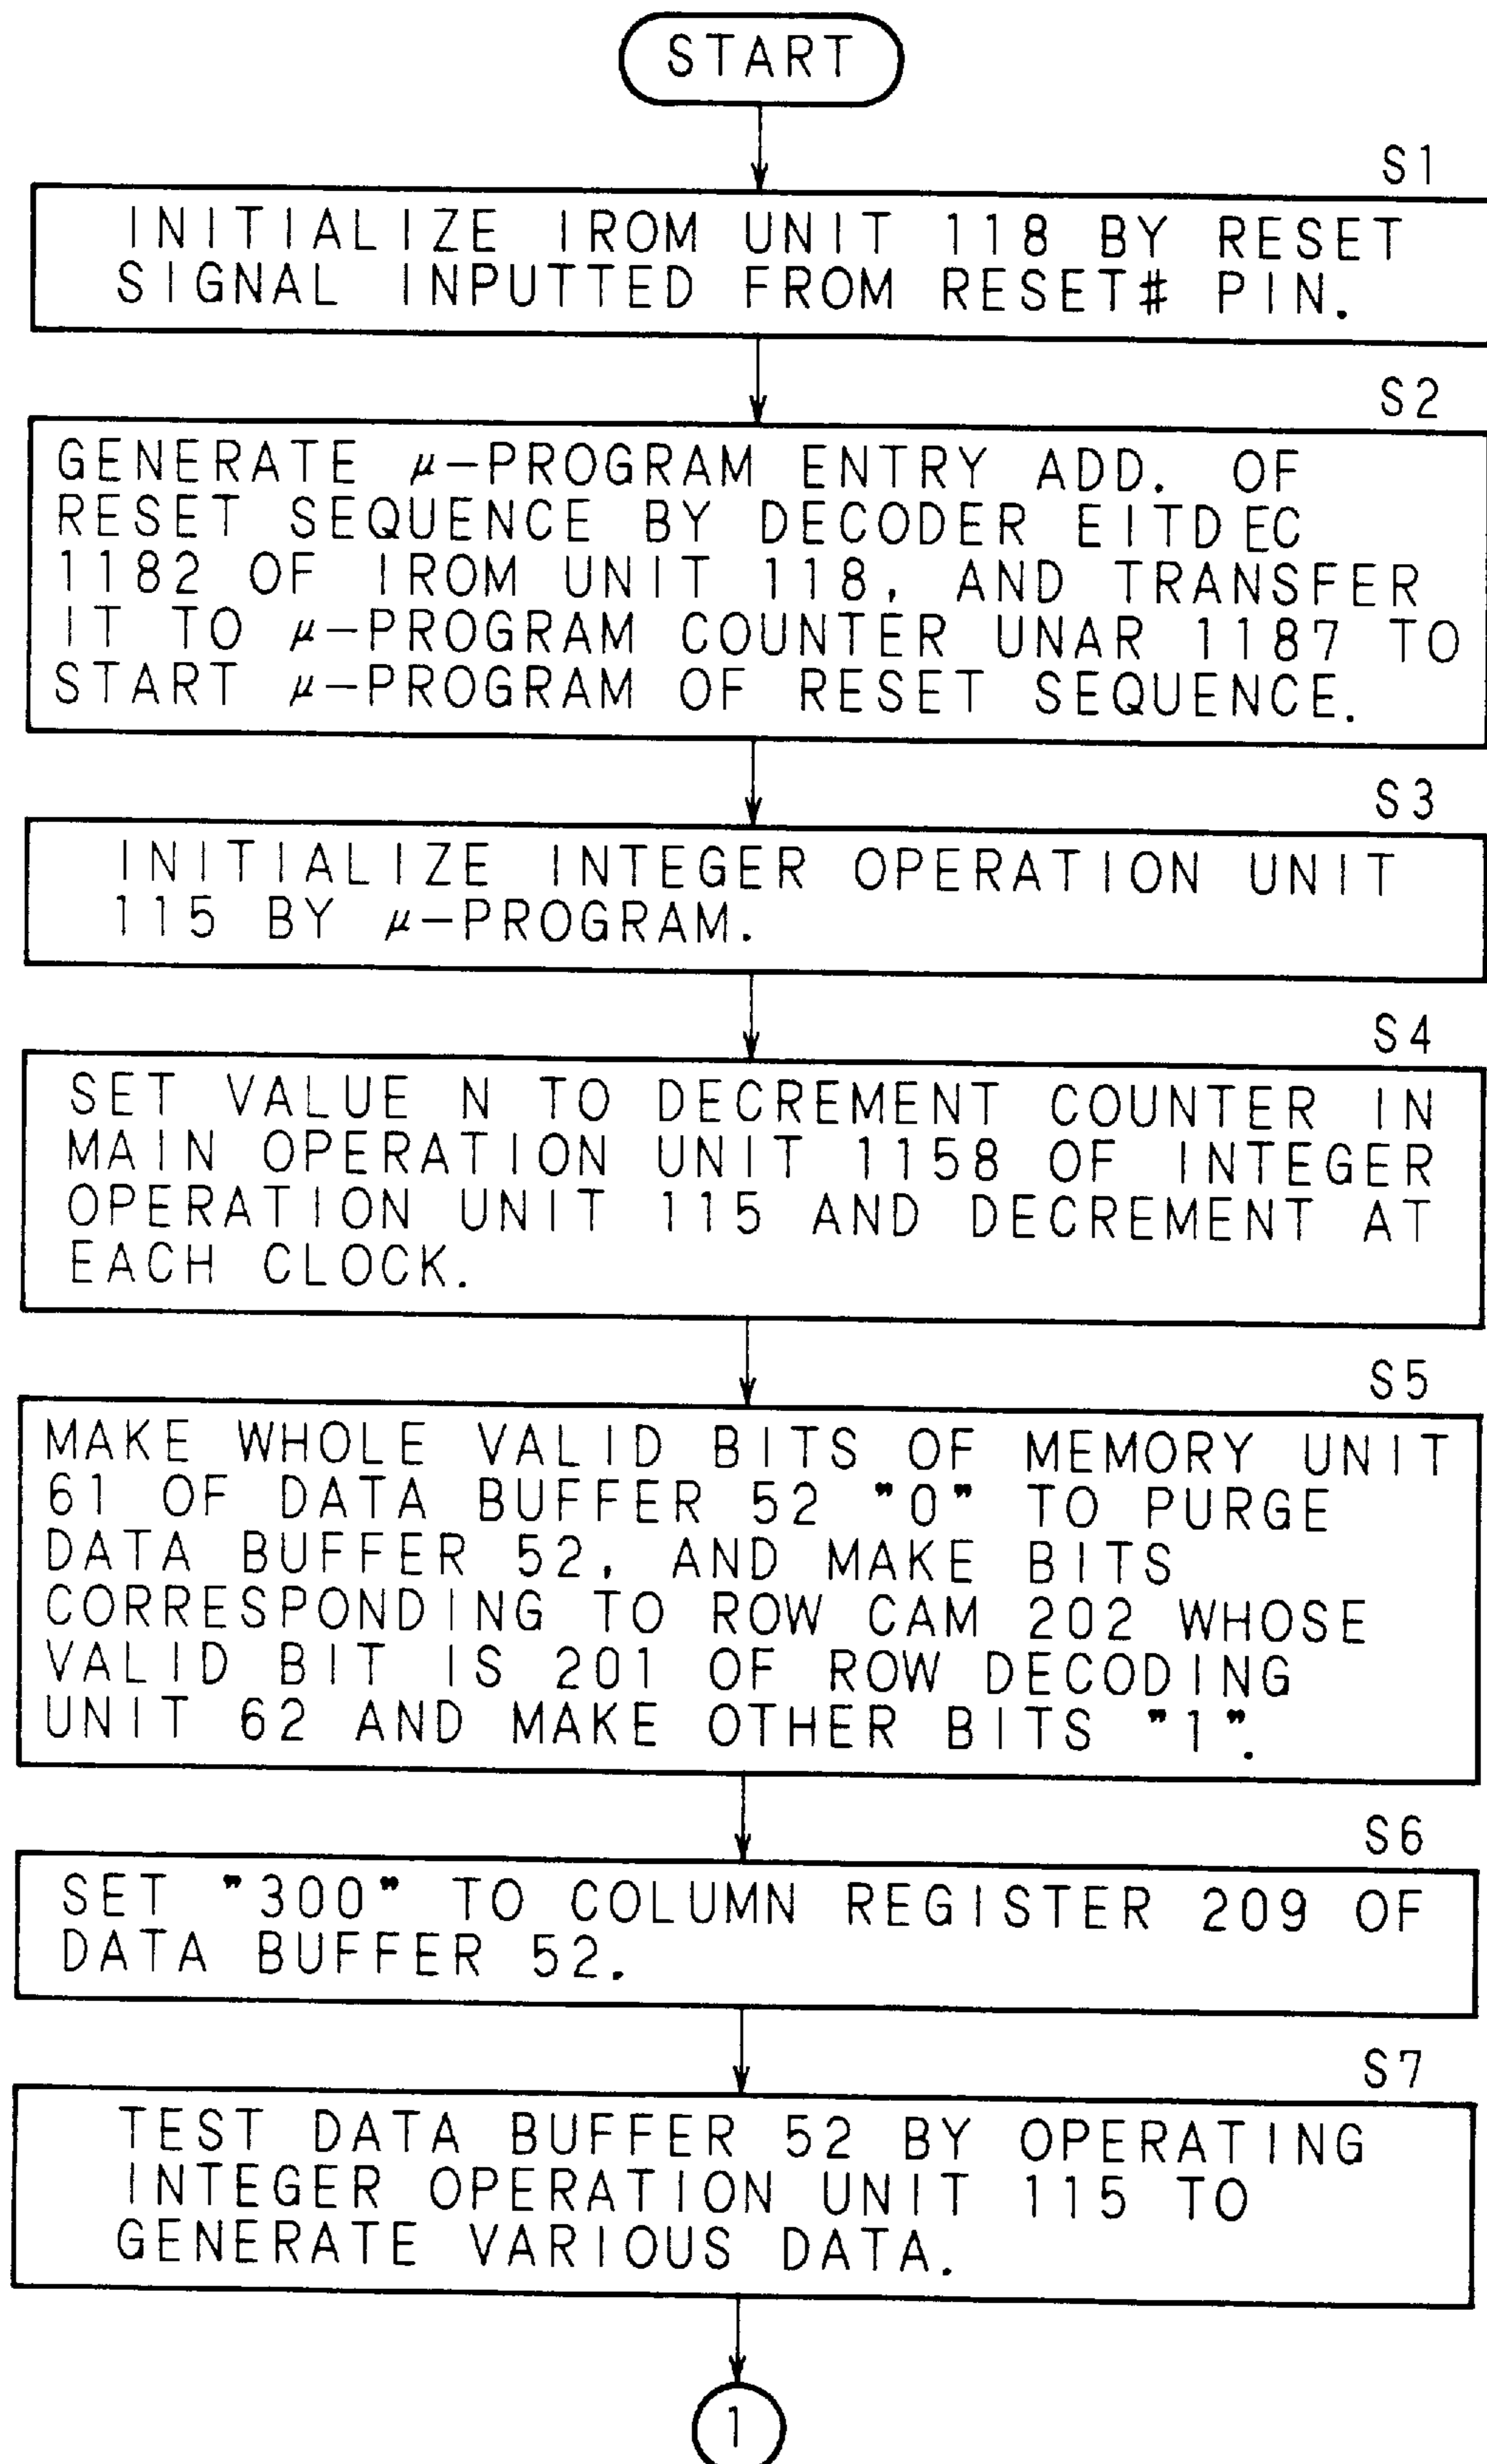 START
S1
INITIALIZE IROM UNIT 118 BY RESET
SIGNAL INPUTTED FROM RESET# PIN.
S2
GENERATE μ-PROGRAM ENTRY ADD. OF
RESET SEQUENCE BY DECODER EITDEC
1182 OF IROM UNIT 118, AND TRANSFER
IT TO μ-PROGRAM COUNTER UNAR 1187 TO
START μ-PROGRAM OF RESET SEQUENCE.
S3
INITIALIZE INTEGER OPERATION UNIT
115 BY μ-PROGRAM.
S4
SET VALUE N TO DECREMENT COUNTER IN
MAIN OPERATION UNIT 1158 OF INTEGER
OPERATION UNIT 115 AND DECREMENT AT
EACH CLOCK.
S5
MAKE WHOLE VALID BITS OF MEMORY UNIT
61 OF DATA BUFFER 52 "0" TO PURGE
DATA BUFFER 52, AND MAKE BITS
CORRESPONDING TO ROW CAM 202 WHOSE
VALID BIT IS 201 OF ROW DECODING
UNIT 62 AND MAKE OTHER BITS "1".
S6
SET "300" TO COLUMN REGISTER 209 OF
DATA BUFFER 52.
S7
TEST DATA BUFFER 52 BY OPERATING
INTEGER OPERATION UNIT 115 TO
GENERATE VARIOUS DATA.
1